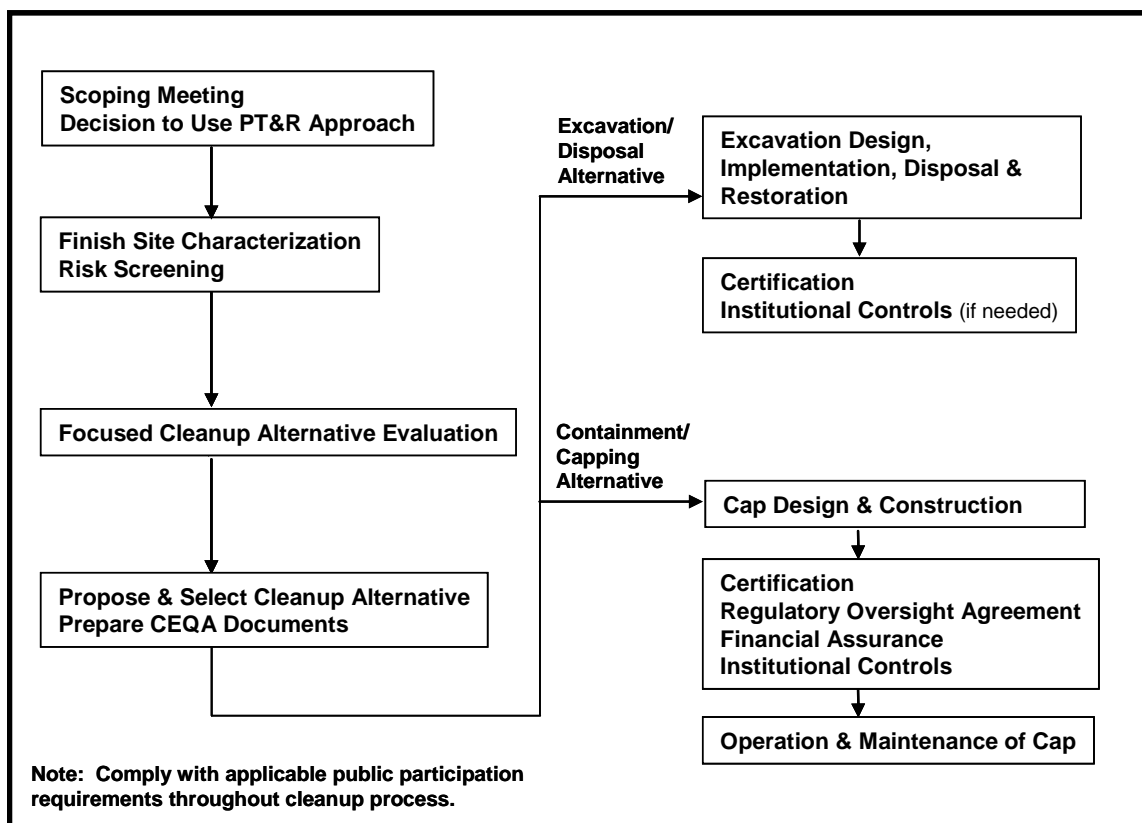 Scoping Meeting
Decision to Use PT&R Approach
Finish Site Characterization
Risk Screening
Focused Cleanup Alternative Evaluation
Propose & Select Cleanup Alternative
Prepare CEQA Documents
Excavation/
Disposal
Alternative
Excavation Design,
Implementation, Disposal &
Restoration
Certification
Institutional Controls (if needed)
Containment/
Capping
Alternative
Cap Design & Construction
Certification
Regulatory Oversight Agreement
Financial Assurance
Institutional Controls
Operation & Maintenance of Cap
Note:  Comply with applicable public participation
requirements throughout cleanup process.